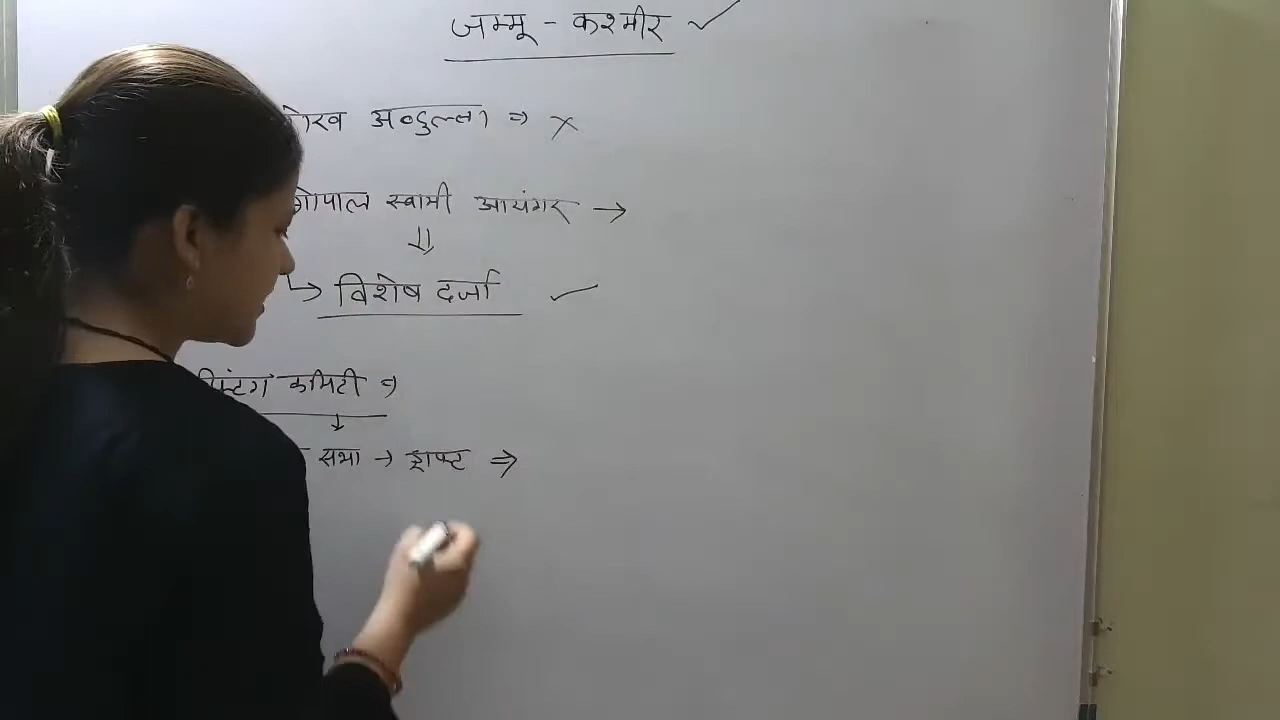 जम्मू - कश्मीर ✓
शेख अब्दुल्ला ⇒ ×
गोपाल स्वामी आयंगर →
⇓
↳ विशेष दर्जा ✓
कमिटी ⇒
↓
सभा → ड्राफ्ट ⇒